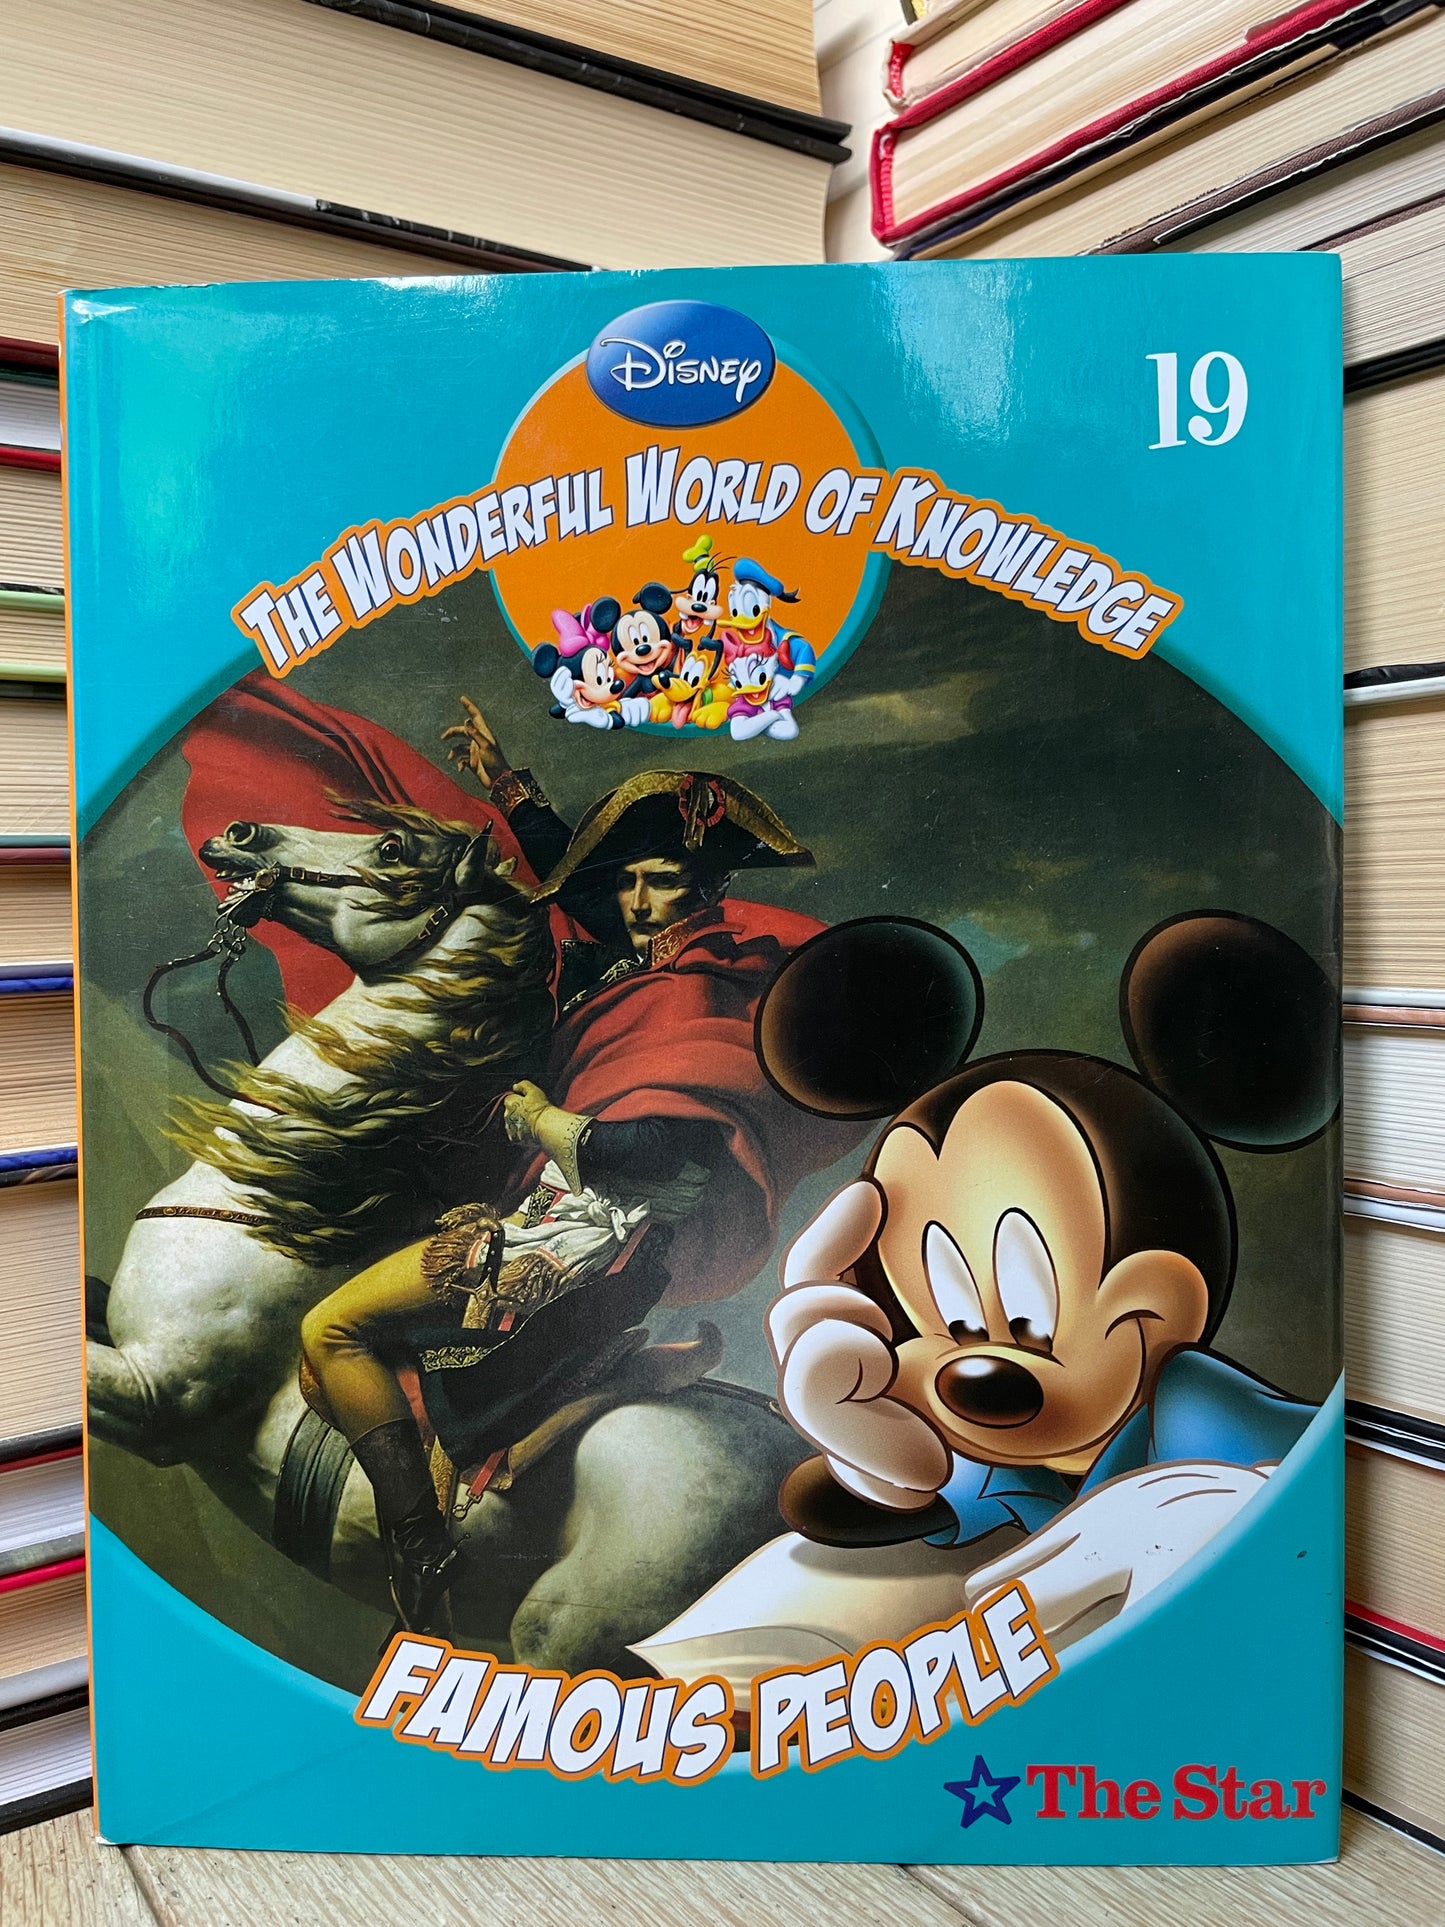 Disney
19
The Wonderful World of Knowledge
Famous People
The Star